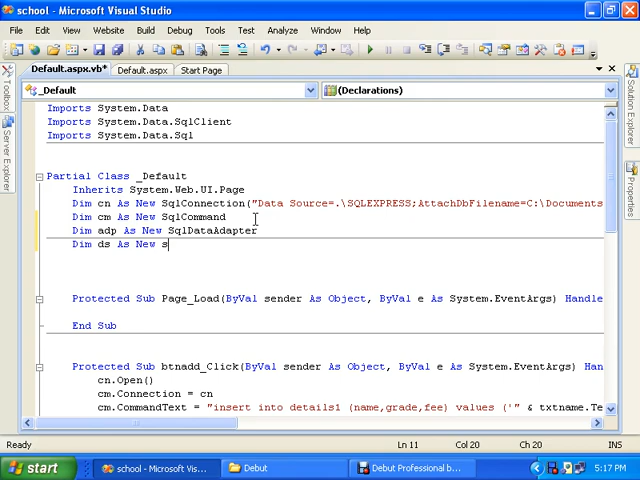 school - Microsoft Visual Studio
File Edit View Website Build Debug Tools Test Analyze Window Help
Default.aspx.vb* Default.aspx Start Page
_Default (Declarations)
Toolbox
Server Explorer
Solution Explorer
Properties
Imports System.Data
Imports System.Data.SqlClient
Imports System.Data.Sql
Partial Class _Default
Inherits System.Web.UI.Page
Dim cn As New SqlConnection("Data Source=.\SQLEXPRESS;AttachDbFilename=C:\Documents
Dim cm As New SqlCommand
Dim adp As New SqlDataAdapter
Dim ds As New s
Protected Sub Page_Load(ByVal sender As Object, ByVal e As System.EventArgs) Handle
End Sub
Protected Sub btnadd_Click(ByVal sender As Object, ByVal e As System.EventArgs) Han
cn.Open()
cm.Connection = cn
cm.CommandText = "insert into details1 (name,grade,fee) values ('" & txtname.Te
Ready Ln 11 Col 20 Ch 20 INS
start school - Microsoft Vis... Debut Debut Professional b... 5:17 PM